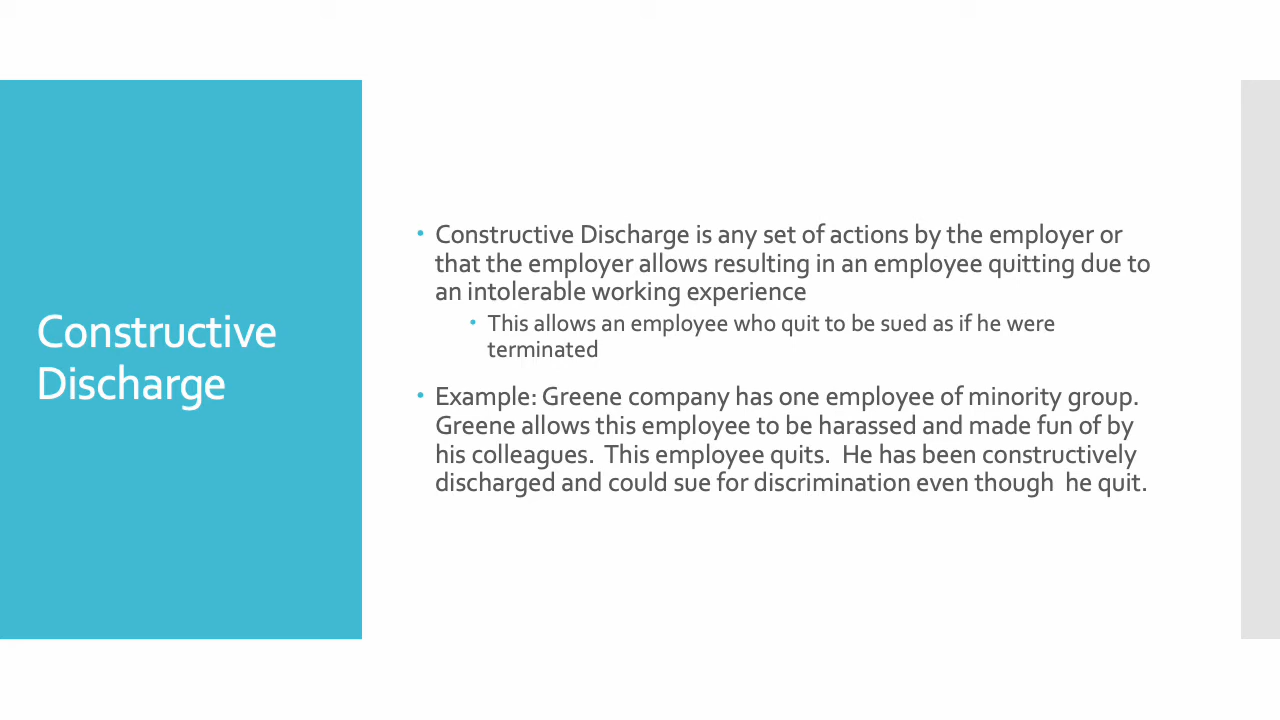 Constructive
Discharge
• Constructive Discharge is any set of actions by the employer or
that the employer allows resulting in an employee quitting due to
an intolerable working experience
• This allows an employee who quit to be sued as if he were
terminated
• Example: Greene company has one employee of minority group.
Greene allows this employee to be harassed and made fun of by
his colleagues.  This employee quits.  He has been constructively
discharged and could sue for discrimination even though  he quit.